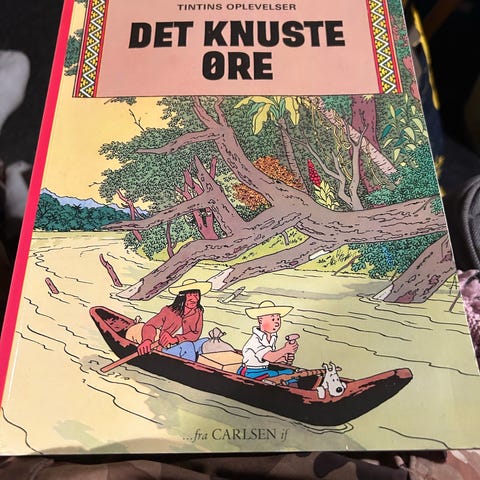 TINTINS OPLEVELSER
DET KNUSTE
ØRE
...fra CARLSEN if